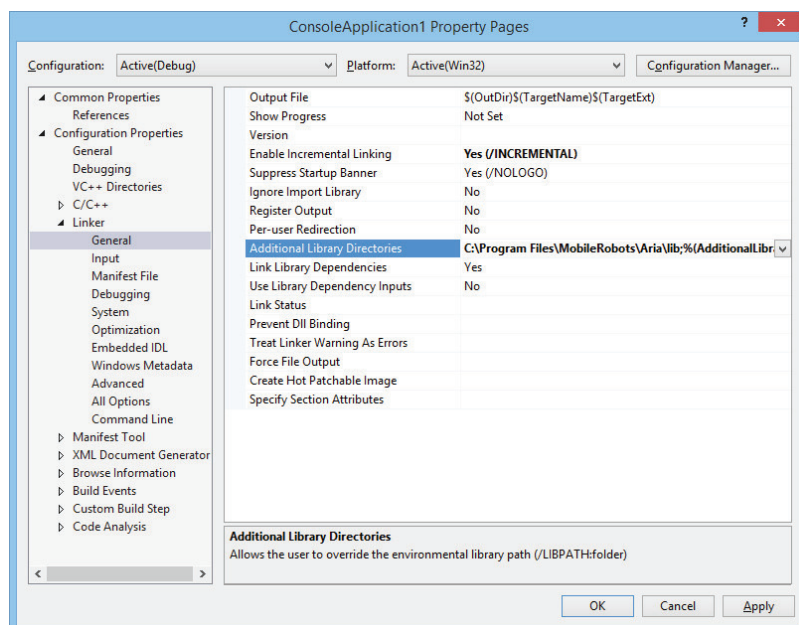 ConsoleApplication1 Property Pages
?
Configuration: Active(Debug) Platform: Active(Win32) Configuration Manager...
Common Properties
References
Configuration Properties
General
Debugging
VC++ Directories
C/C++
Linker
General
Input
Manifest File
Debugging
System
Optimization
Embedded IDL
Windows Metadata
Advanced
All Options
Command Line
Manifest Tool
XML Document Generator
Browse Information
Build Events
Custom Build Step
Code Analysis
Output File $(OutDir)$(TargetName)$(TargetExt)
Show Progress Not Set
Version
Enable Incremental Linking Yes (/INCREMENTAL)
Suppress Startup Banner Yes (/NOLOGO)
Ignore Import Library No
Register Output No
Per-user Redirection No
Additional Library Directories C:\Program Files\MobileRobots\Aria\lib;%(AdditionalLibra
Link Library Dependencies Yes
Use Library Dependency Inputs No
Link Status
Prevent Dll Binding
Treat Linker Warning As Errors
Force File Output
Create Hot Patchable Image
Specify Section Attributes
Additional Library Directories
Allows the user to override the environmental library path (/LIBPATH:folder)
OK Cancel Apply